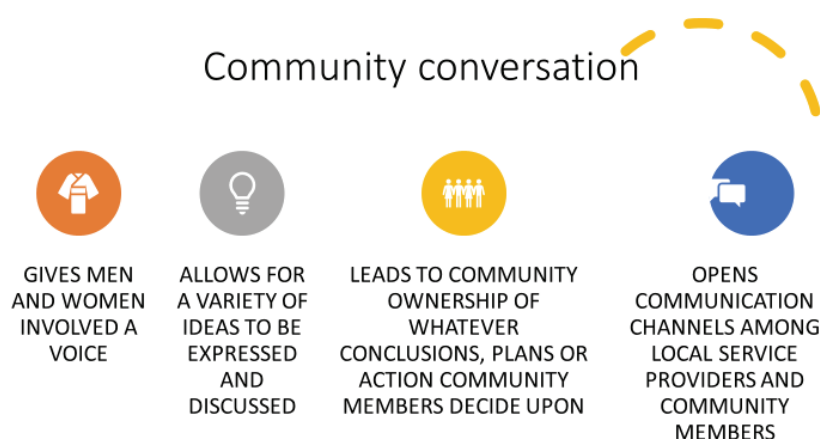 Community conversation
GIVES MEN
AND WOMEN
INVOLVED A
VOICE
ALLOWS FOR
A VARIETY OF
IDEAS TO BE
EXPRESSED
AND
DISCUSSED
LEADS TO COMMUNITY
OWNERSHIP OF
WHATEVER
CONCLUSIONS, PLANS OR
ACTION COMMUNITY
MEMBERS DECIDE UPON
OPENS
COMMUNICATION
CHANNELS AMONG
LOCAL SERVICE
PROVIDERS AND
COMMUNITY
MEMBERS